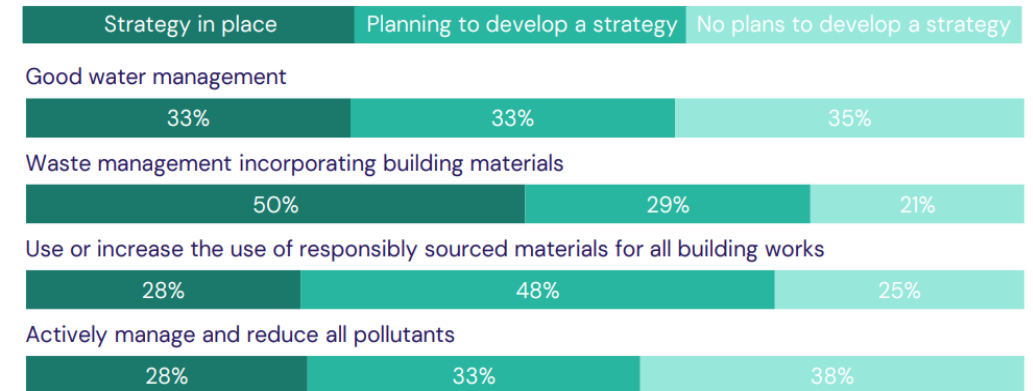 Strategy in place Planning to develop a strategy No plans to develop a strategy
Good water management
33% 33% 35%
Waste management incorporating building materials
50% 29% 21%
Use or increase the use of responsibly sourced materials for all building works
28% 48% 25%
Actively manage and reduce all pollutants
28% 33% 38%